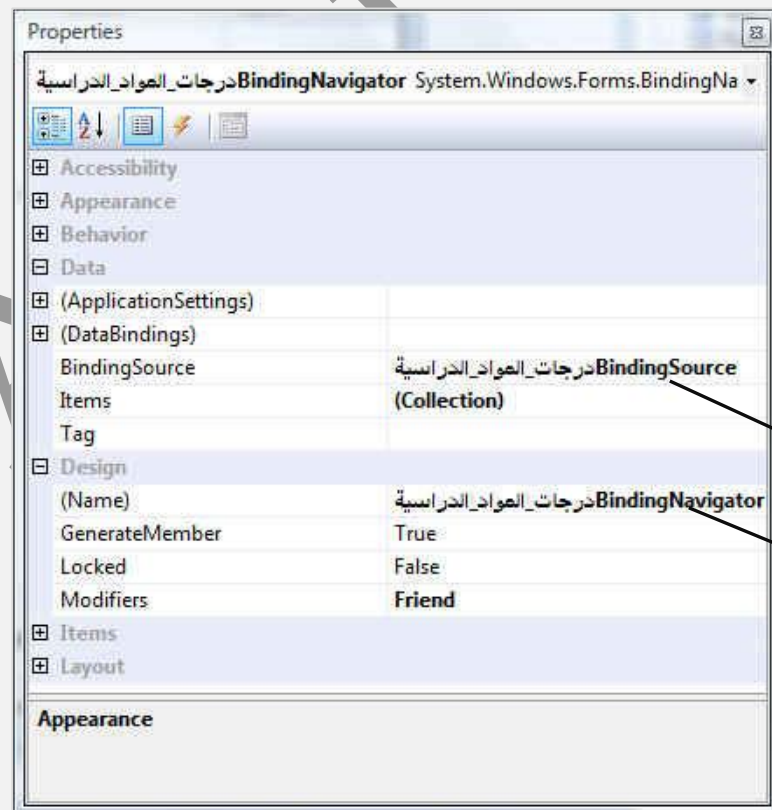 Properties
درجات_المواد_الدراسيةBindingNavigator System.Windows.Forms.BindingNa
Accessibility
Appearance
Behavior
Data
(ApplicationSettings)
(DataBindings)
BindingSource درجات_المواد_الدراسيةBindingSource
Items (Collection)
Tag
Design
(Name) درجات_المواد_الدراسيةBindingNavigator
GenerateMember True
Locked False
Modifiers Friend
Items
Layout
Appearance